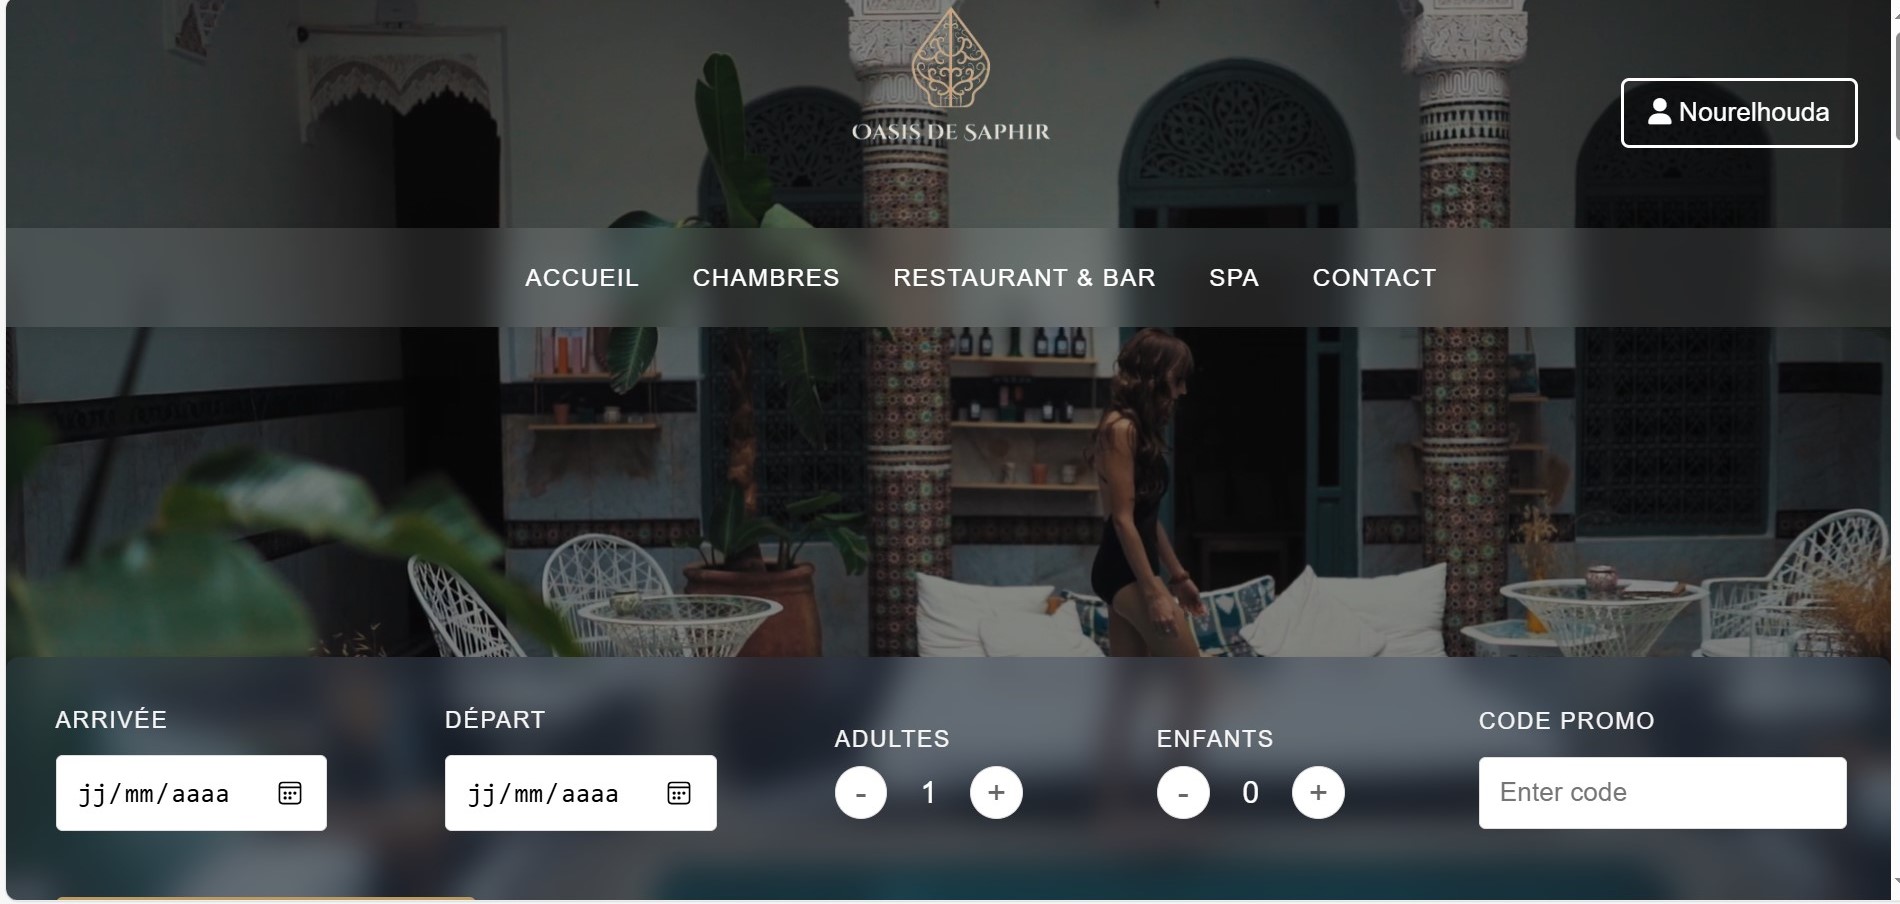 OASIS DE SAPHIR
Nourelhouda
ACCUEIL CHAMBRES RESTAURANT & BAR SPA CONTACT
ARRIVÉE DÉPART ADULTES ENFANTS CODE PROMO
jj/mm/aaaa jj/mm/aaaa - 1 + - 0 + Enter code